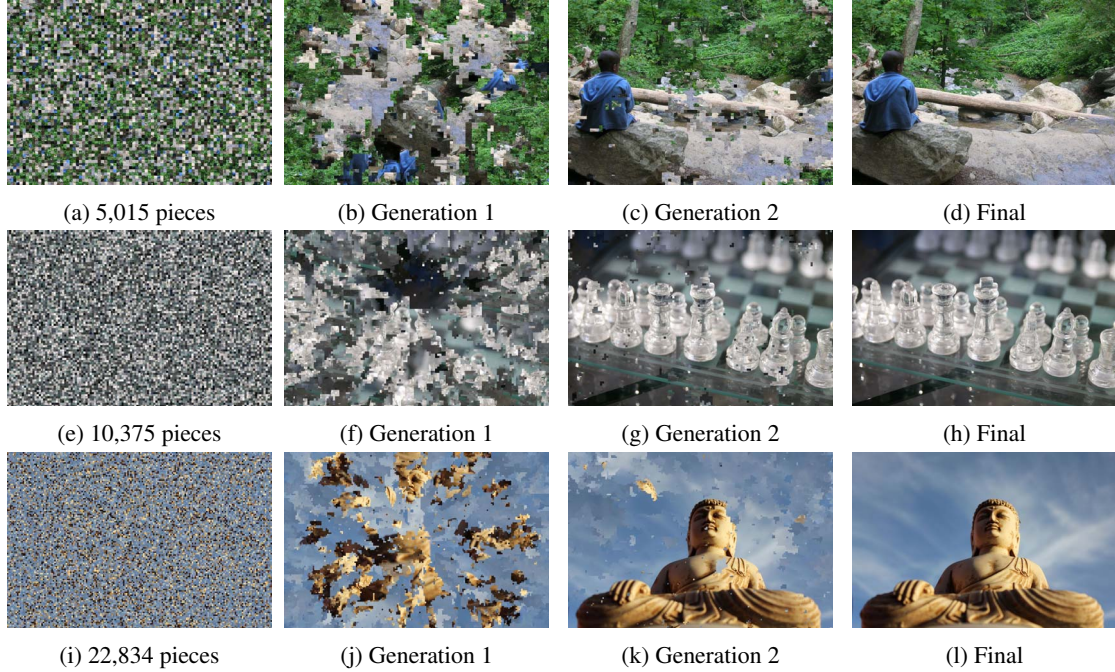 (a) 5,015 pieces
(b) Generation 1
(c) Generation 2
(d) Final
(e) 10,375 pieces
(f) Generation 1
(g) Generation 2
(h) Final
(i) 22,834 pieces
(j) Generation 1
(k) Generation 2
(l) Final